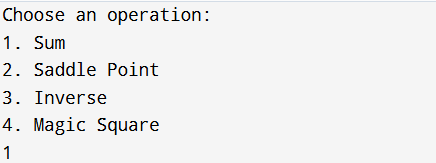 Choose an operation:
1. Sum
2. Saddle Point
3. Inverse
4. Magic Square
1